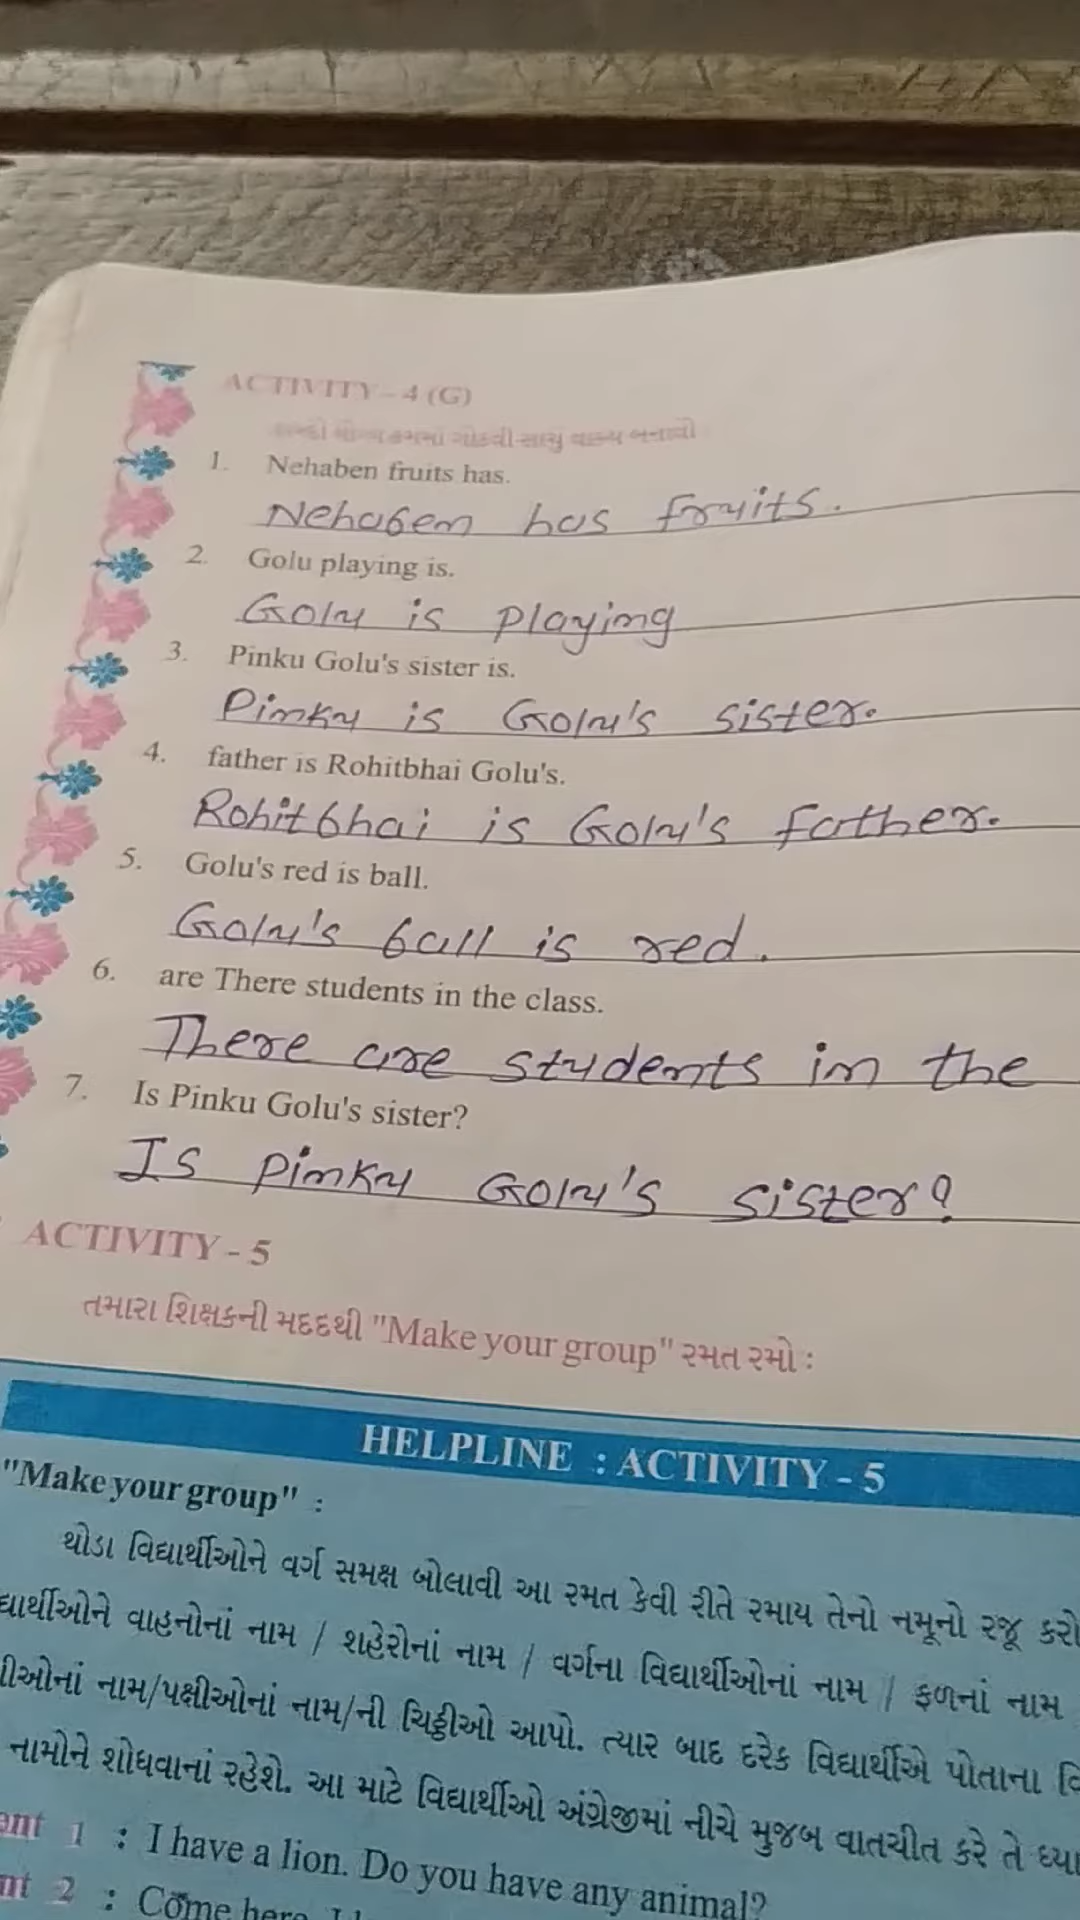 ACTIVITY - 4 (G)
શબ્દો યોગ્ય ક્રમમાં ગોઠવી સાચું વાક્ય બનાવો
1. Nehaben fruits has.
Nehaben has fruits.
2. Golu playing is.
Golu is playing
3. Pinku Golu's sister is.
Pinku is Golu's sister.
4. father is Rohitbhai Golu's.
Rohitbhai is Golu's father.
5. Golu's red is ball.
Golu's ball is red.
6. are There students in the class.
There are students in the
7. Is Pinku Golu's sister?
Is pinku Golu's sister?
ACTIVITY - 5
તમારા શિક્ષકની મદદથી "Make your group" રમત રમો :
HELPLINE : ACTIVITY - 5
"Make your group" :
થોડા વિદ્યાર્થીઓને વર્ગ સમક્ષ બોલાવી આ રમત કેવી રીતે રમાય તેનો નમૂનો રજૂ કરો
વાહનોનાં નામ / શહેરોનાં નામ / વર્ગના વિદ્યાર્થીઓનાં નામ / ફળનાં નામ
નામ/પક્ષીઓનાં નામ/ની ચિઠ્ઠીઓ આપો. ત્યાર બાદ દરેક વિદ્યાર્થીએ પોતાના
નામોને શોધવાનાં રહેશે. આ માટે વિદ્યાર્થીઓ અંગ્રેજીમાં નીચે મુજબ વાતચીત કરે તે
1 : I have a lion. Do you have any animal?
2 : Come here.